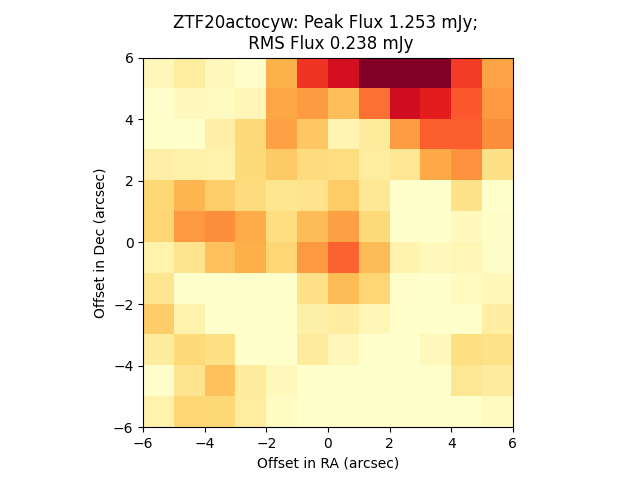 ZTF20actocyw: Peak Flux 1.253 mJy;
RMS Flux 0.238 mJy
6
4
2
0
−2
−4
−6
Offset in Dec (arcsec)
−6 −4 −2 0 2 4 6
Offset in RA (arcsec)